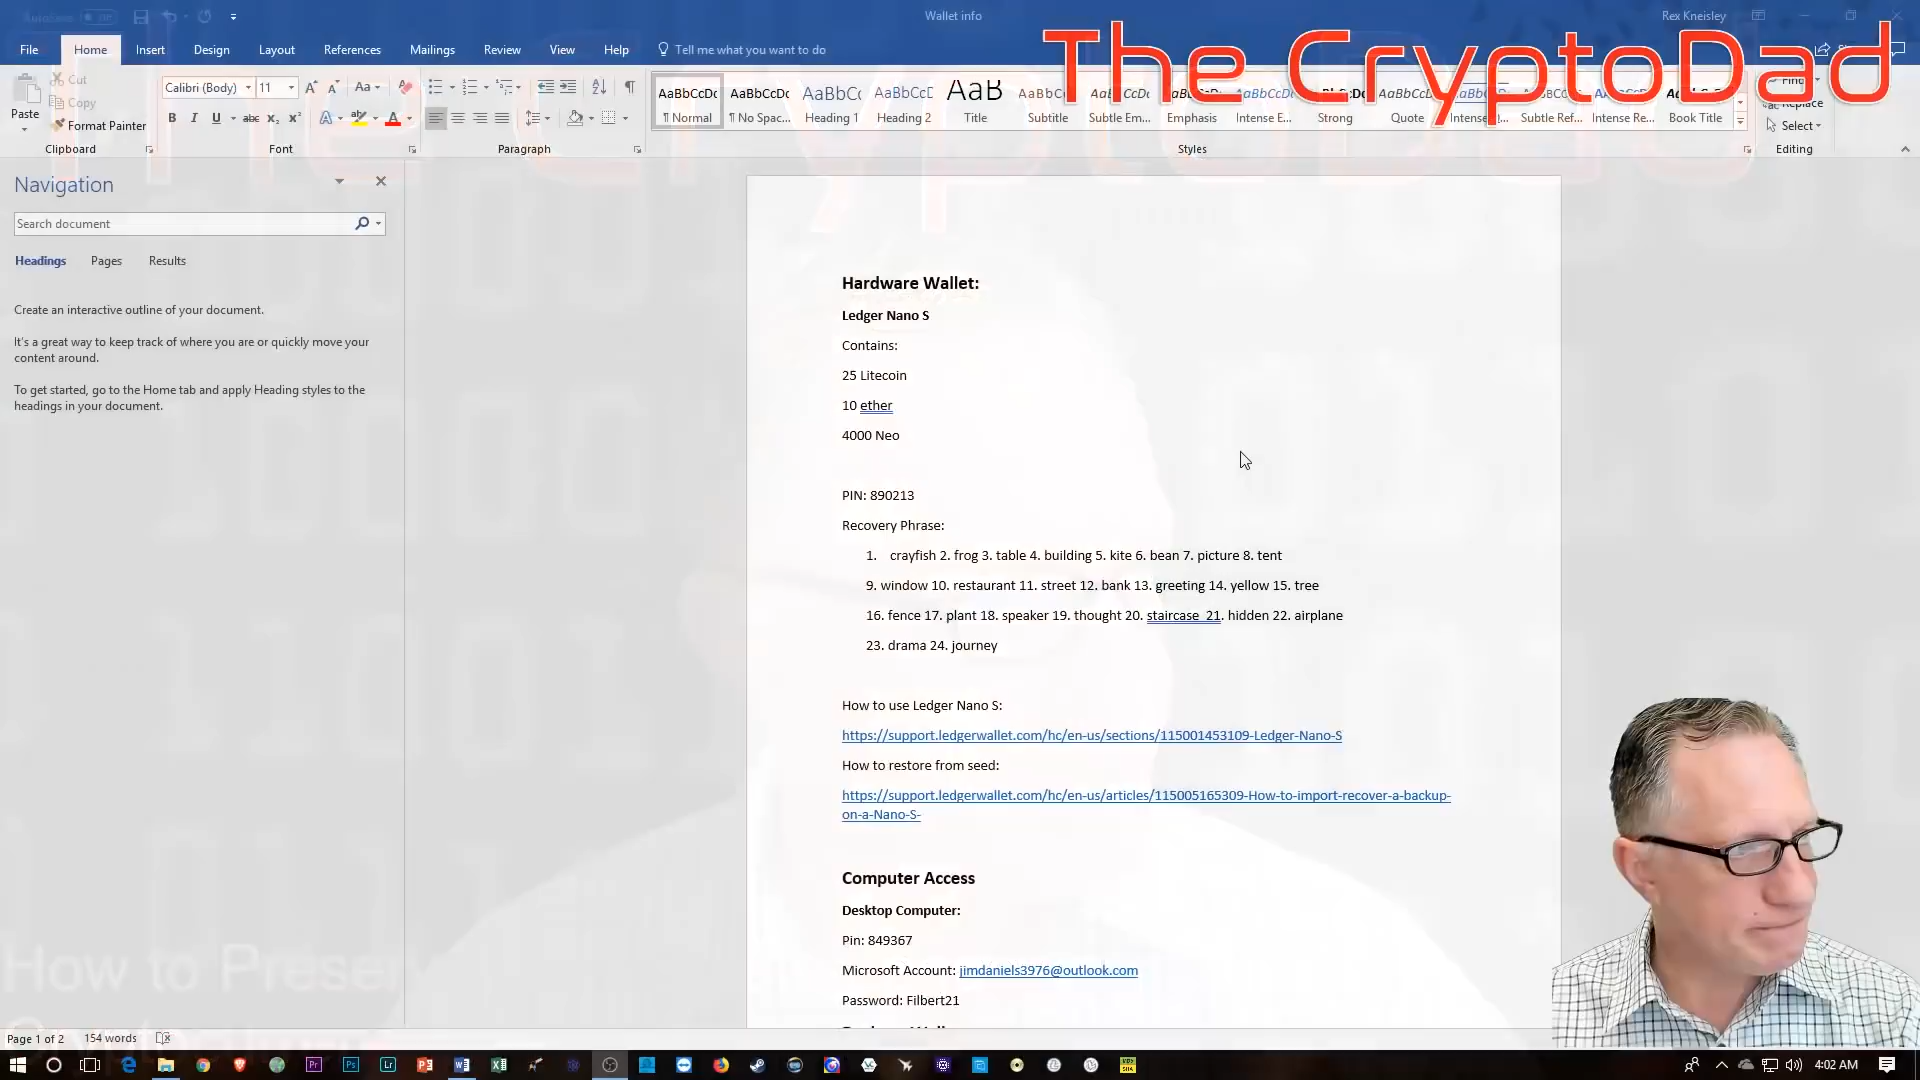 AutoSave Off
Wallet info
Rex Kneisley
The CryptoDad
File Home Insert Design Layout References Mailings Review View Help Tell me what you want to do
Paste
Cut
Copy
Format Painter
Clipboard
Calibri (Body) 11
Font
Paragraph
AaBbCcDc AaBbCcDc AaBbCc AaBbCcD AaB
¶ Normal ¶ No Spac... Heading 1 Heading 2 Title Subtitle Subtle Em... Emphasis Intense E... Strong Quote Intense Subtle Ref... Intense Re... Book Title
Styles
Find
Replace
Select
Editing
Navigation
Search document
Headings Pages Results
Create an interactive outline of your document.
It's a great way to keep track of where you are or quickly move your
content around.
To get started, go to the Home tab and apply Heading styles to the
headings in your document.
Hardware Wallet:
Ledger Nano S
Contains:
25 Litecoin
10 ether
4000 Neo
PIN: 890213
Recovery Phrase:
1. crayfish 2. frog 3. table 4. building 5. kite 6. bean 7. picture 8. tent
9. window 10. restaurant 11. street 12. bank 13. greeting 14. yellow 15. tree
16. fence 17. plant 18. speaker 19. thought 20. staircase 21. hidden 22. airplane
23. drama 24. journey
How to use Ledger Nano S:
https://support.ledgerwallet.com/hc/en-us/sections/115001453109-Ledger-Nano-S
How to restore from seed:
https://support.ledgerwallet.com/hc/en-us/articles/115005165309-How-to-import-recover-a-backup-
on-a-Nano-S-
Computer Access
Desktop Computer:
Pin: 849367
Microsoft Account: jimdaniels3976@outlook.com
Password: Filbert21
How to Preser
Page 1 of 2 154 words
4:02 AM